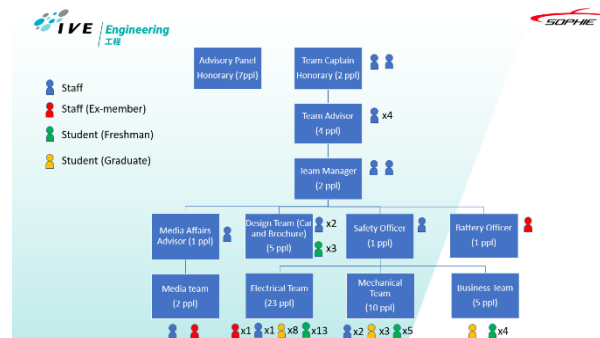 IVE Engineering
工程
SOPHIE
Advisory Panel
Honorary (7ppl)
Team Captain
Honorary (2 ppl)
Staff
Staff (Ex-member)
Student (Freshman)
Student (Graduate)
Team Advisor
(4 ppl)
x4
Team Manager
(2 ppl)
Media Affairs
Advisor (1 ppl)
Design Team (Car
and Brochure)
(5 ppl)
x2
x3
Safety Officer
(1 ppl)
Battery Officer
(1 ppl)
Media team
(2 ppl)
Electrical Team
(23 ppl)
Mechanical
Team
(10 ppl)
Business Team
(5 ppl)
x1 x1 x8 x13
x2 x3 x5
x4